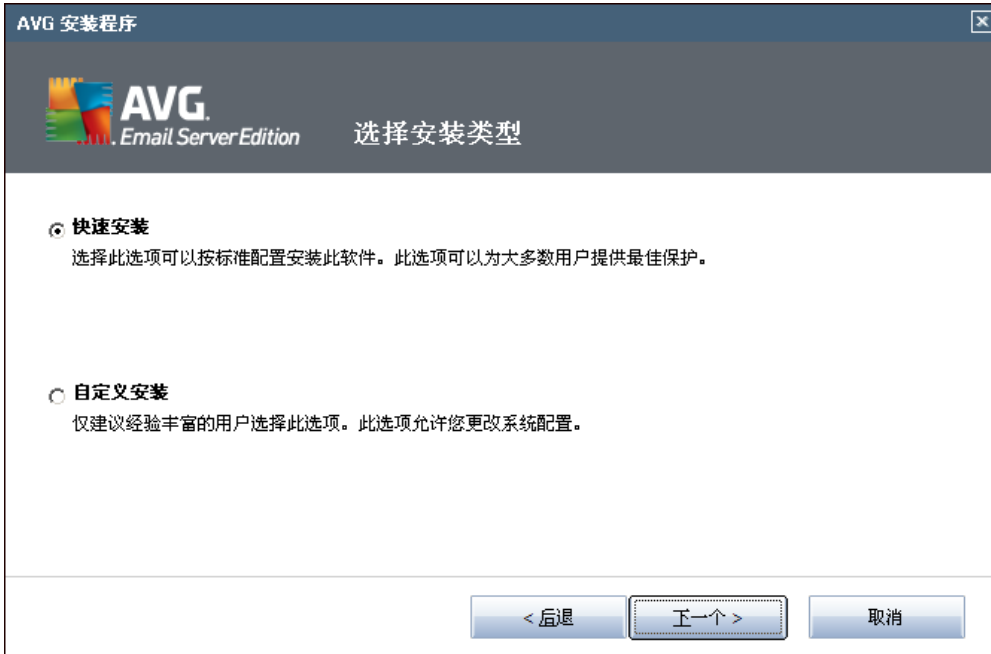 AVG 安装程序
AVG.
Email Server Edition
选择安装类型
快速安装
选择此选项可以按标准配置安装此软件。此选项可以为大多数用户提供最佳保护。
自定义安装
仅建议经验丰富的用户选择此选项。此选项允许您更改系统配置。
< 后退
下一个 >
取消